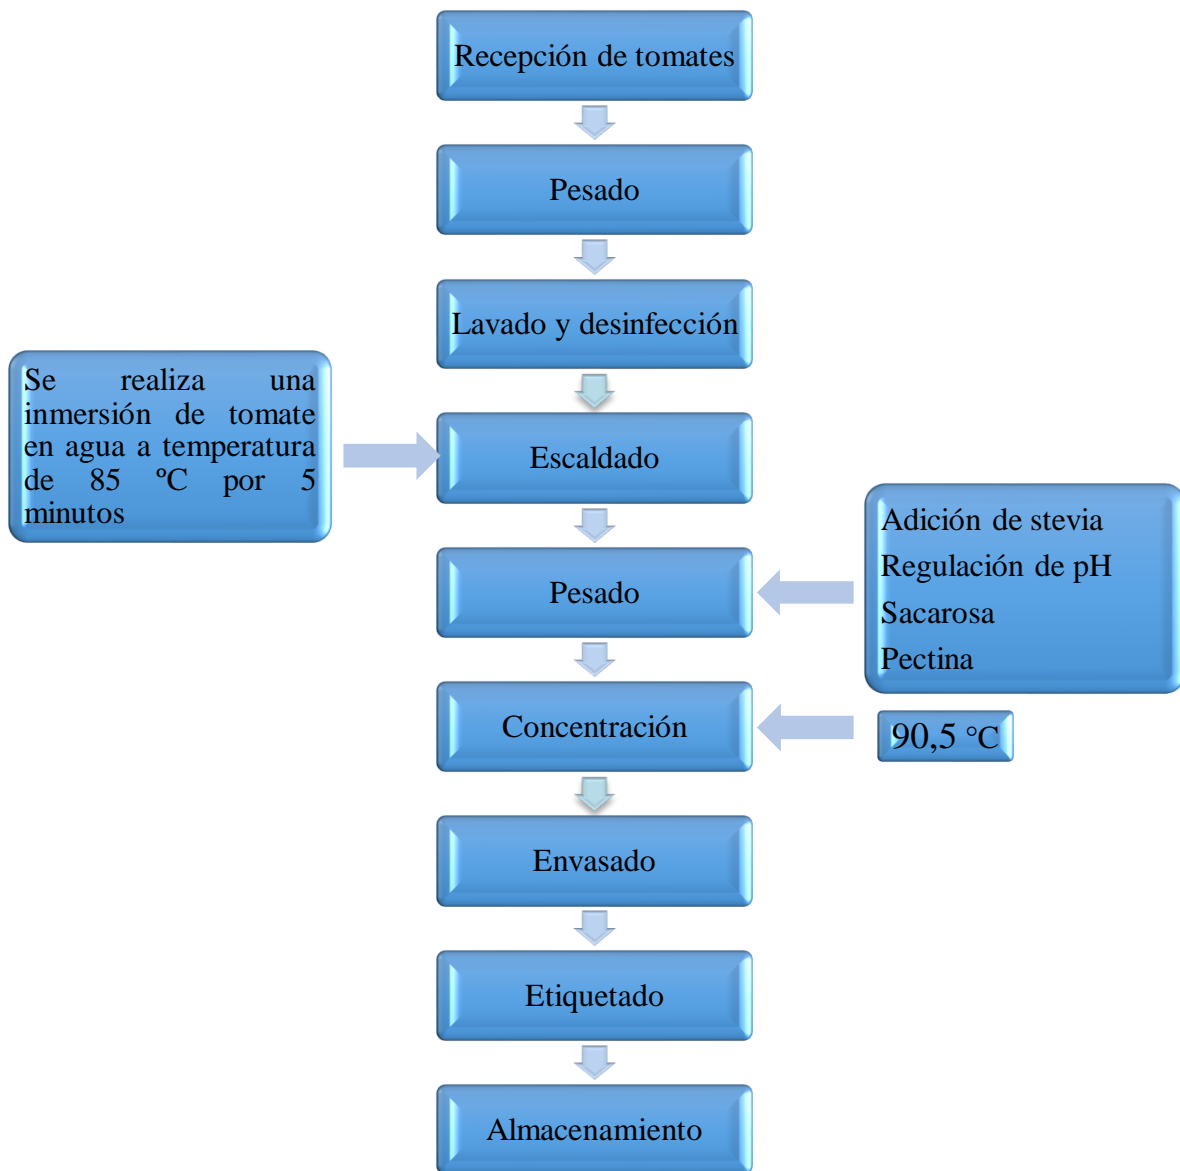 Recepción de tomates
Pesado
Lavado y desinfección
Se realiza una
inmersión de tomate
en agua a temperatura
de 85 ºC por 5
minutos
Escaldado
Adición de stevia
Regulación de pH
Sacarosa
Pectina
Pesado
Concentración
90,5 °C
Envasado
Etiquetado
Almacenamiento